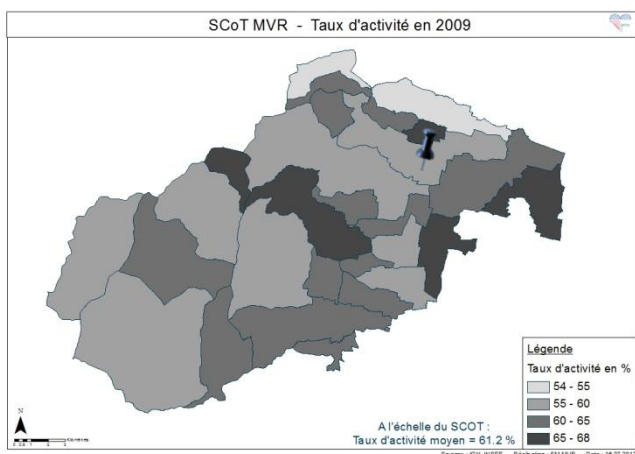 SCoT MVR - Taux d'activité en 2009
Légende
Taux d'activité en %
54 - 55
55 - 60
60 - 65
65 - 68
N
A l'échelle du SCOT :
Taux d'activité moyen = 61.2 %